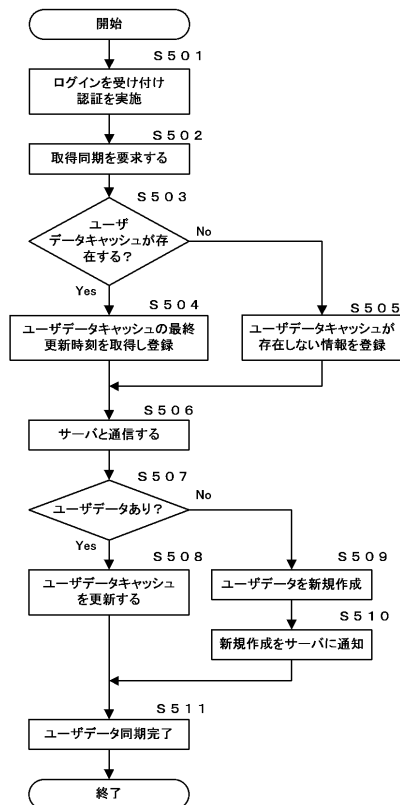 開始
S501
ログインを受け付け
認証を実施
S502
取得同期を要求する
S503
ユーザ
データキャッシュが存
在する?
No
Yes
S504
ユーザデータキャッシュの最終
更新時刻を取得し登録
S505
ユーザデータキャッシュが
存在しない情報を登録
S506
サーバと通信する
S507
ユーザデータあり?
No
Yes
S508
ユーザデータキャッシュ
を更新する
S509
ユーザデータを新規作成
S510
新規作成をサーバに通知
S511
ユーザデータ同期完了
終了